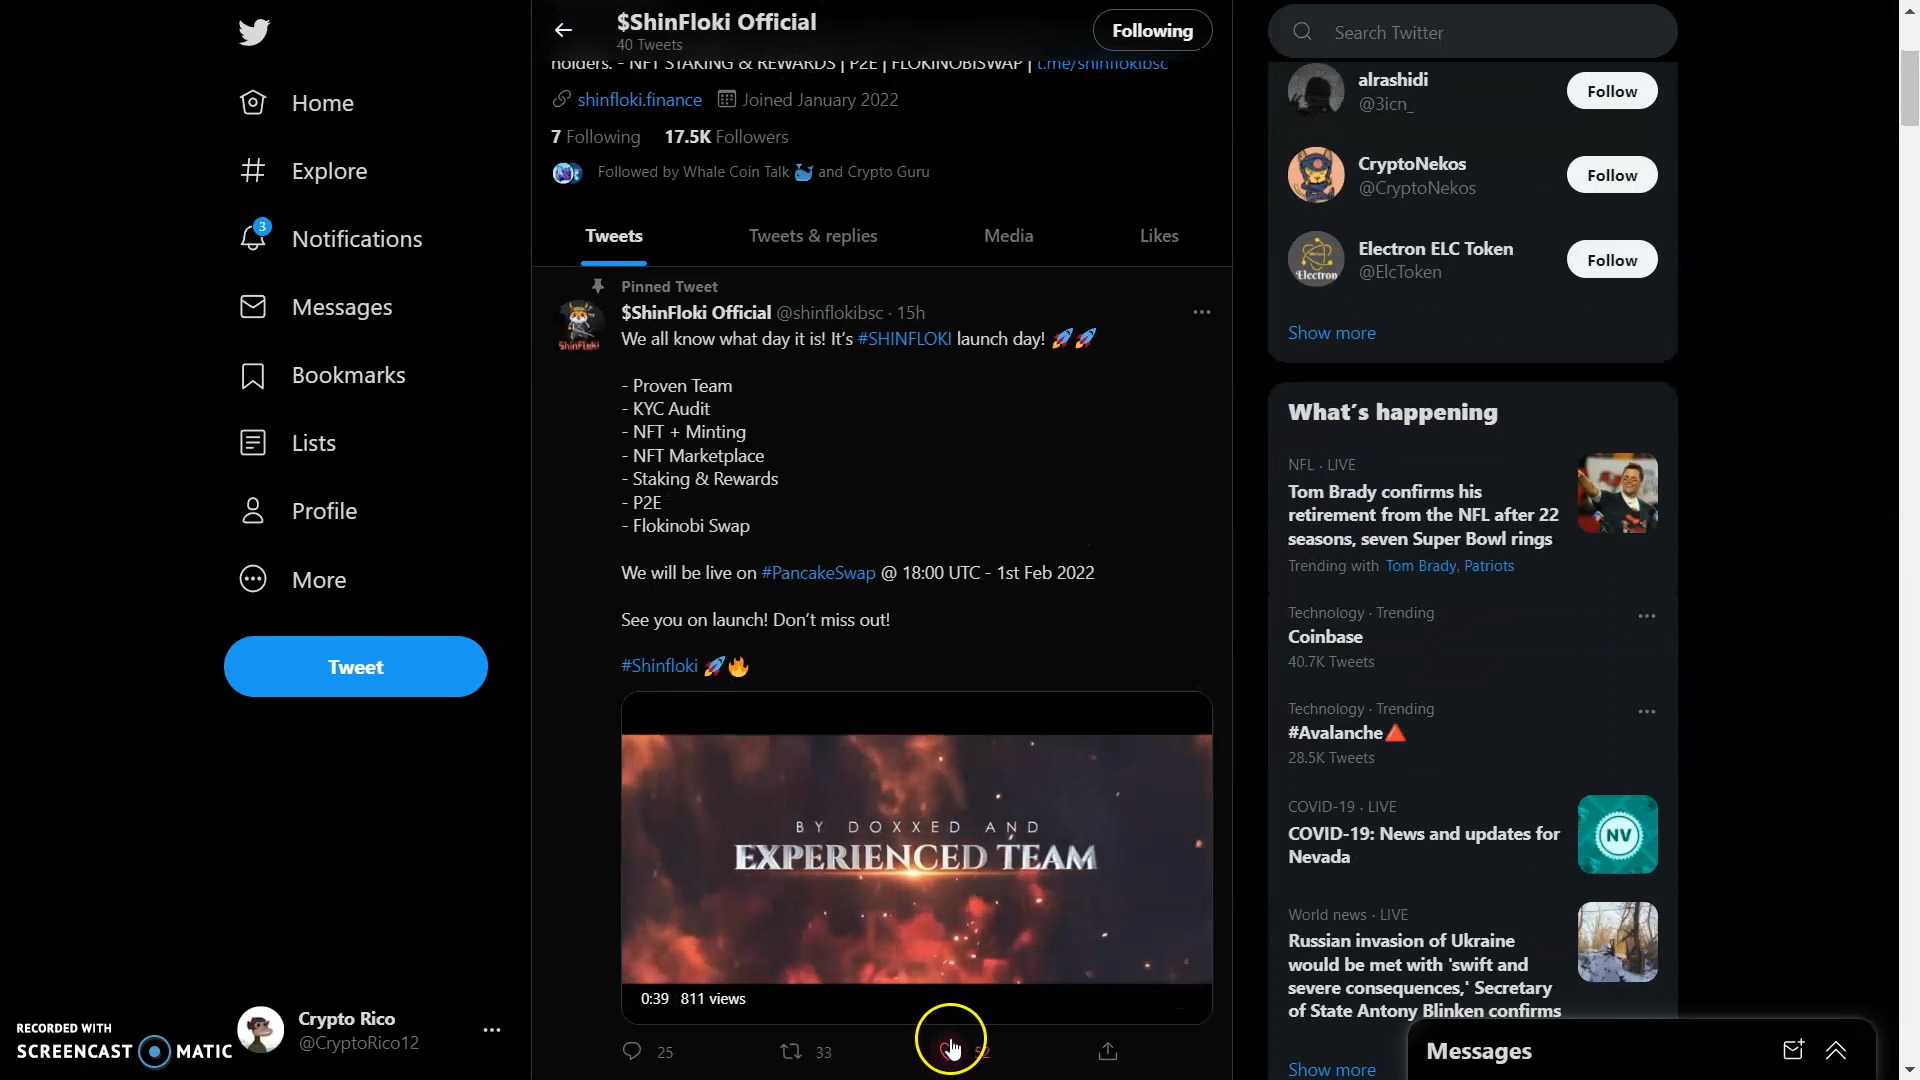 Home
Explore
3
Notifications
Messages
Bookmarks
Lists
Profile
More
Tweet
Crypto Rico
@CryptoRico12
RECORDED WITH
SCREENCAST MATIC
$ShinFloki Official
40 Tweets
Following
holders. - NFT STAKING & REWARDS | P2E | FLOKINOBISWAP | t.me/shinflokibsc
shinfloki.finance Joined January 2022
7 Following 17.5K Followers
Followed by Whale Coin Talk 🐳 and Crypto Guru
Tweets Tweets & replies Media Likes
Pinned Tweet
$ShinFloki Official @shinflokibsc · 15h
ShinFloki
We all know what day it is! It’s #SHINFLOKI launch day! 🚀🚀
- Proven Team
- KYC Audit
- NFT + Minting
- NFT Marketplace
- Staking & Rewards
- P2E
- Flokinobi Swap
We will be live on #PancakeSwap @ 18:00 UTC - 1st Feb 2022
See you on launch! Don’t miss out!
#Shinfloki 🚀🔥
BY DOXXED AND
EXPERIENCED TEAM
0:39 811 views
25 33 52
Search Twitter
alrashidi
@3icn_
Follow
CryptoNekos
@CryptoNekos
Follow
Electron
Electron ELC Token
@ElcToken
Follow
Show more
What’s happening
NFL · LIVE
Tom Brady confirms his
retirement from the NFL after 22
seasons, seven Super Bowl rings
Trending with Tom Brady, Patriots
Technology · Trending
Coinbase
40.7K Tweets
Technology · Trending
#Avalanche🔺
28.5K Tweets
COVID-19 · LIVE
COVID-19: News and updates for
Nevada
NV
World news · LIVE
Russian invasion of Ukraine
would be met with 'swift and
severe consequences,' Secretary
of State Antony Blinken confirms
Show more
Messages